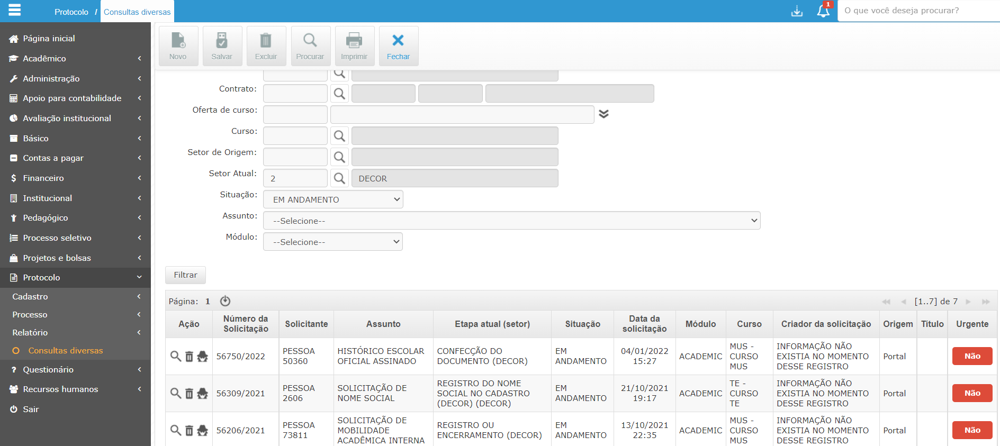 Protocolo / Consultas diversas
1
O que você deseja procurar?
Página inicial
Acadêmico
Administração
Apoio para contabilidade
Avaliação institucional
Básico
Contas a pagar
Financeiro
Institucional
Pedagógico
Processo seletivo
Projetos e bolsas
Protocolo
Cadastro
Processo
Relatório
Consultas diversas
Questionário
Recursos humanos
Sair
Novo
Salvar
Excluir
Procurar
Imprimir
Fechar
Contrato:
Oferta de curso:
Curso:
Setor de Origem:
Setor Atual: 2 DECOR
Situação: EM ANDAMENTO
Assunto: --Selecione--
Módulo: --Selecione--
Filtrar
Página: 1 [1..7] de 7
Ação
Número da
Solicitação
Solicitante
Assunto
Etapa atual (setor)
Situação
Data da
solicitação
Módulo
Curso
Criador da solicitação
Origem
Título
Urgente
56750/2022
PESSOA
50360
HISTÓRICO ESCOLAR
OFICIAL ASSINADO
CONFECÇÃO DO
DOCUMENTO (DECOR)
EM
ANDAMENTO
04/01/2022
15:27
ACADEMIC
MUS -
CURSO
MUS
INFORMAÇÃO NÃO
EXISTIA NO MOMENTO
DESSE REGISTRO
Portal
Não
56309/2021
PESSOA
2606
SOLICITAÇÃO DE
NOME SOCIAL
REGISTRO DO NOME
SOCIAL NO CADASTRO
(DECOR) (DECOR)
EM
ANDAMENTO
21/10/2021
19:17
ACADEMIC
TE -
CURSO
TE
INFORMAÇÃO NÃO
EXISTIA NO MOMENTO
DESSE REGISTRO
Portal
Não
56206/2021
PESSOA
73811
SOLICITAÇÃO DE
MOBILIDADE
ACADÊMICA INTERNA
REGISTRO OU
ENCERRAMENTO (DECOR)
EM
ANDAMENTO
13/10/2021
22:35
ACADEMIC
MUS -
CURSO
MUS
INFORMAÇÃO NÃO
EXISTIA NO MOMENTO
DESSE REGISTRO
Portal
Não